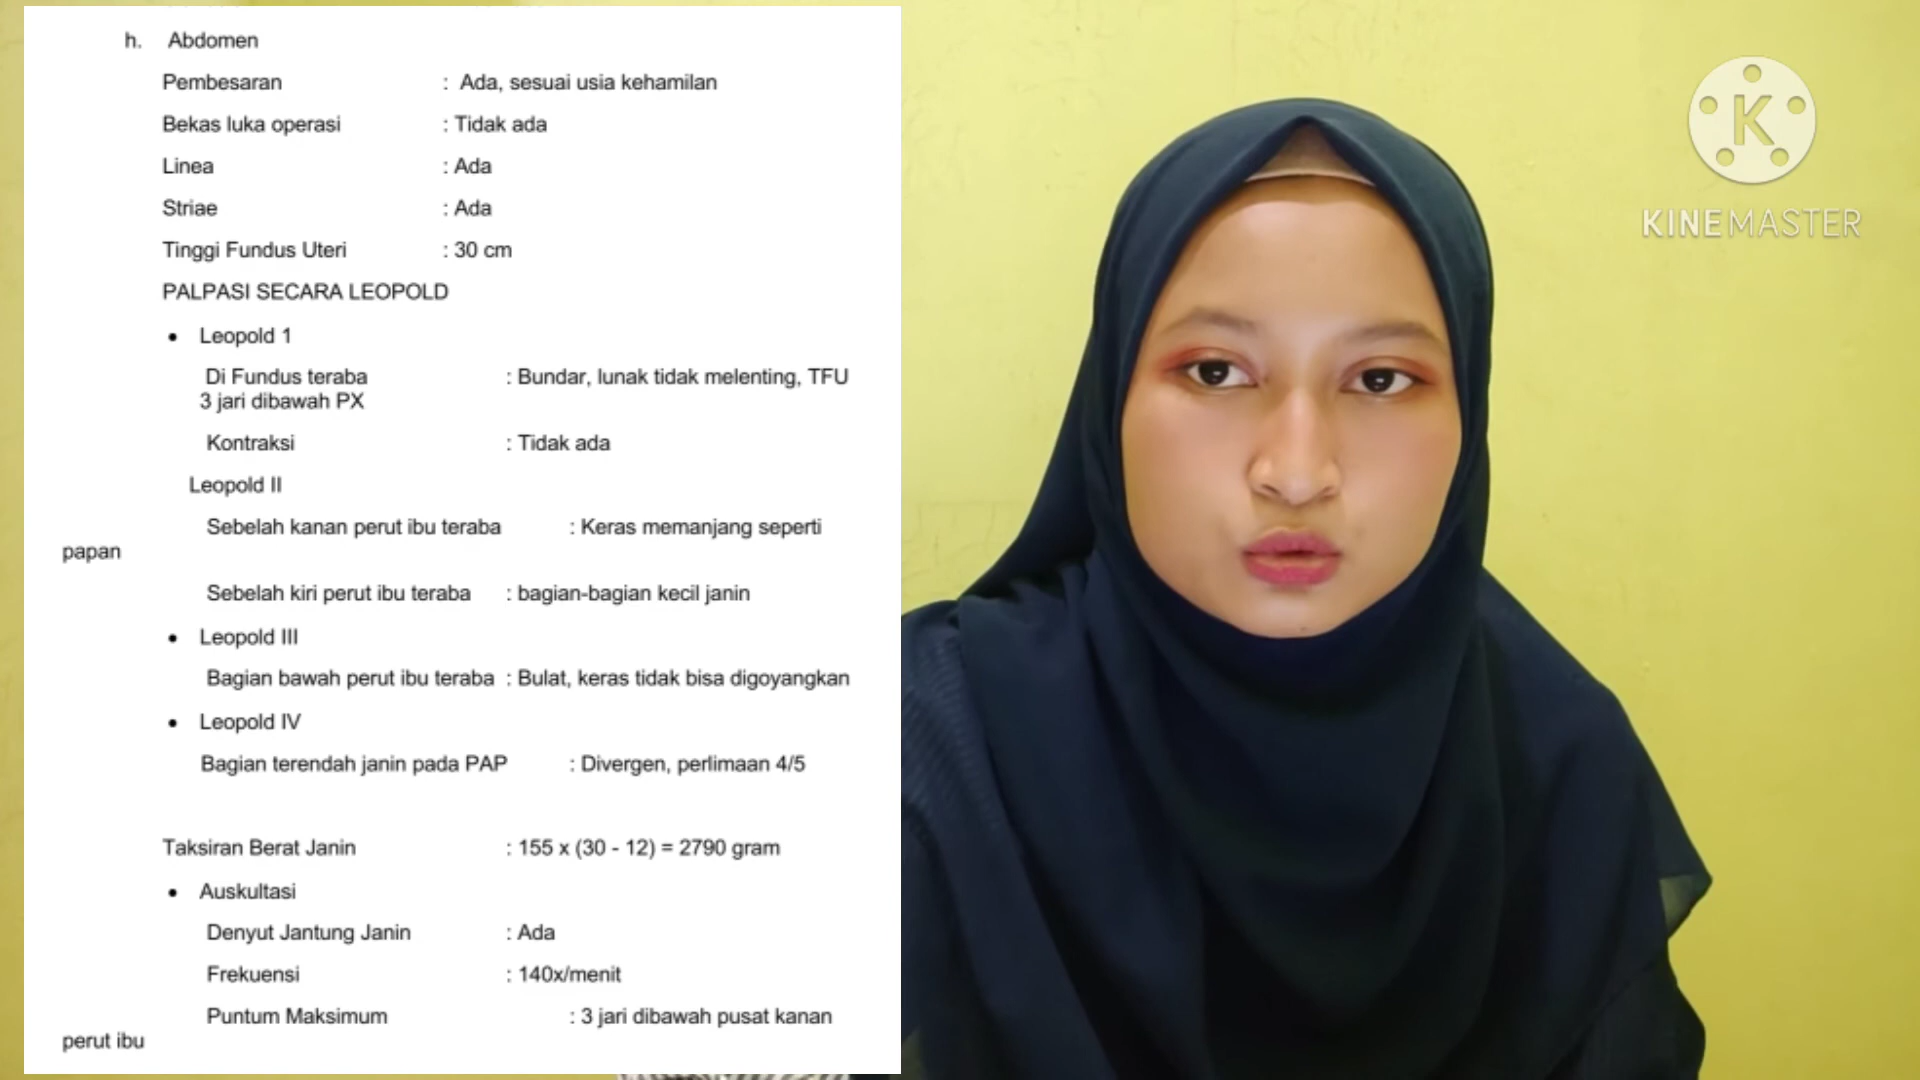 h. Abdomen
Pembesaran : Ada, sesuai usia kehamilan
Bekas luka operasi : Tidak ada
Linea : Ada
Striae : Ada
Tinggi Fundus Uteri : 30 cm
PALPASI SECARA LEOPOLD
• Leopold 1
Di Fundus teraba : Bundar, lunak tidak melenting, TFU
3 jari dibawah PX
Kontraksi : Tidak ada
Leopold II
Sebelah kanan perut ibu teraba : Keras memanjang seperti
papan
Sebelah kiri perut ibu teraba : bagian-bagian kecil janin
• Leopold III
Bagian bawah perut ibu teraba : Bulat, keras tidak bisa digoyangkan
• Leopold IV
Bagian terendah janin pada PAP : Divergen, perlimaan 4/5
Taksiran Berat Janin : 155 x (30 - 12) = 2790 gram
• Auskultasi
Denyut Jantung Janin : Ada
Frekuensi : 140x/menit
Puntum Maksimum : 3 jari dibawah pusat kanan
perut ibu
K
KINEMASTER